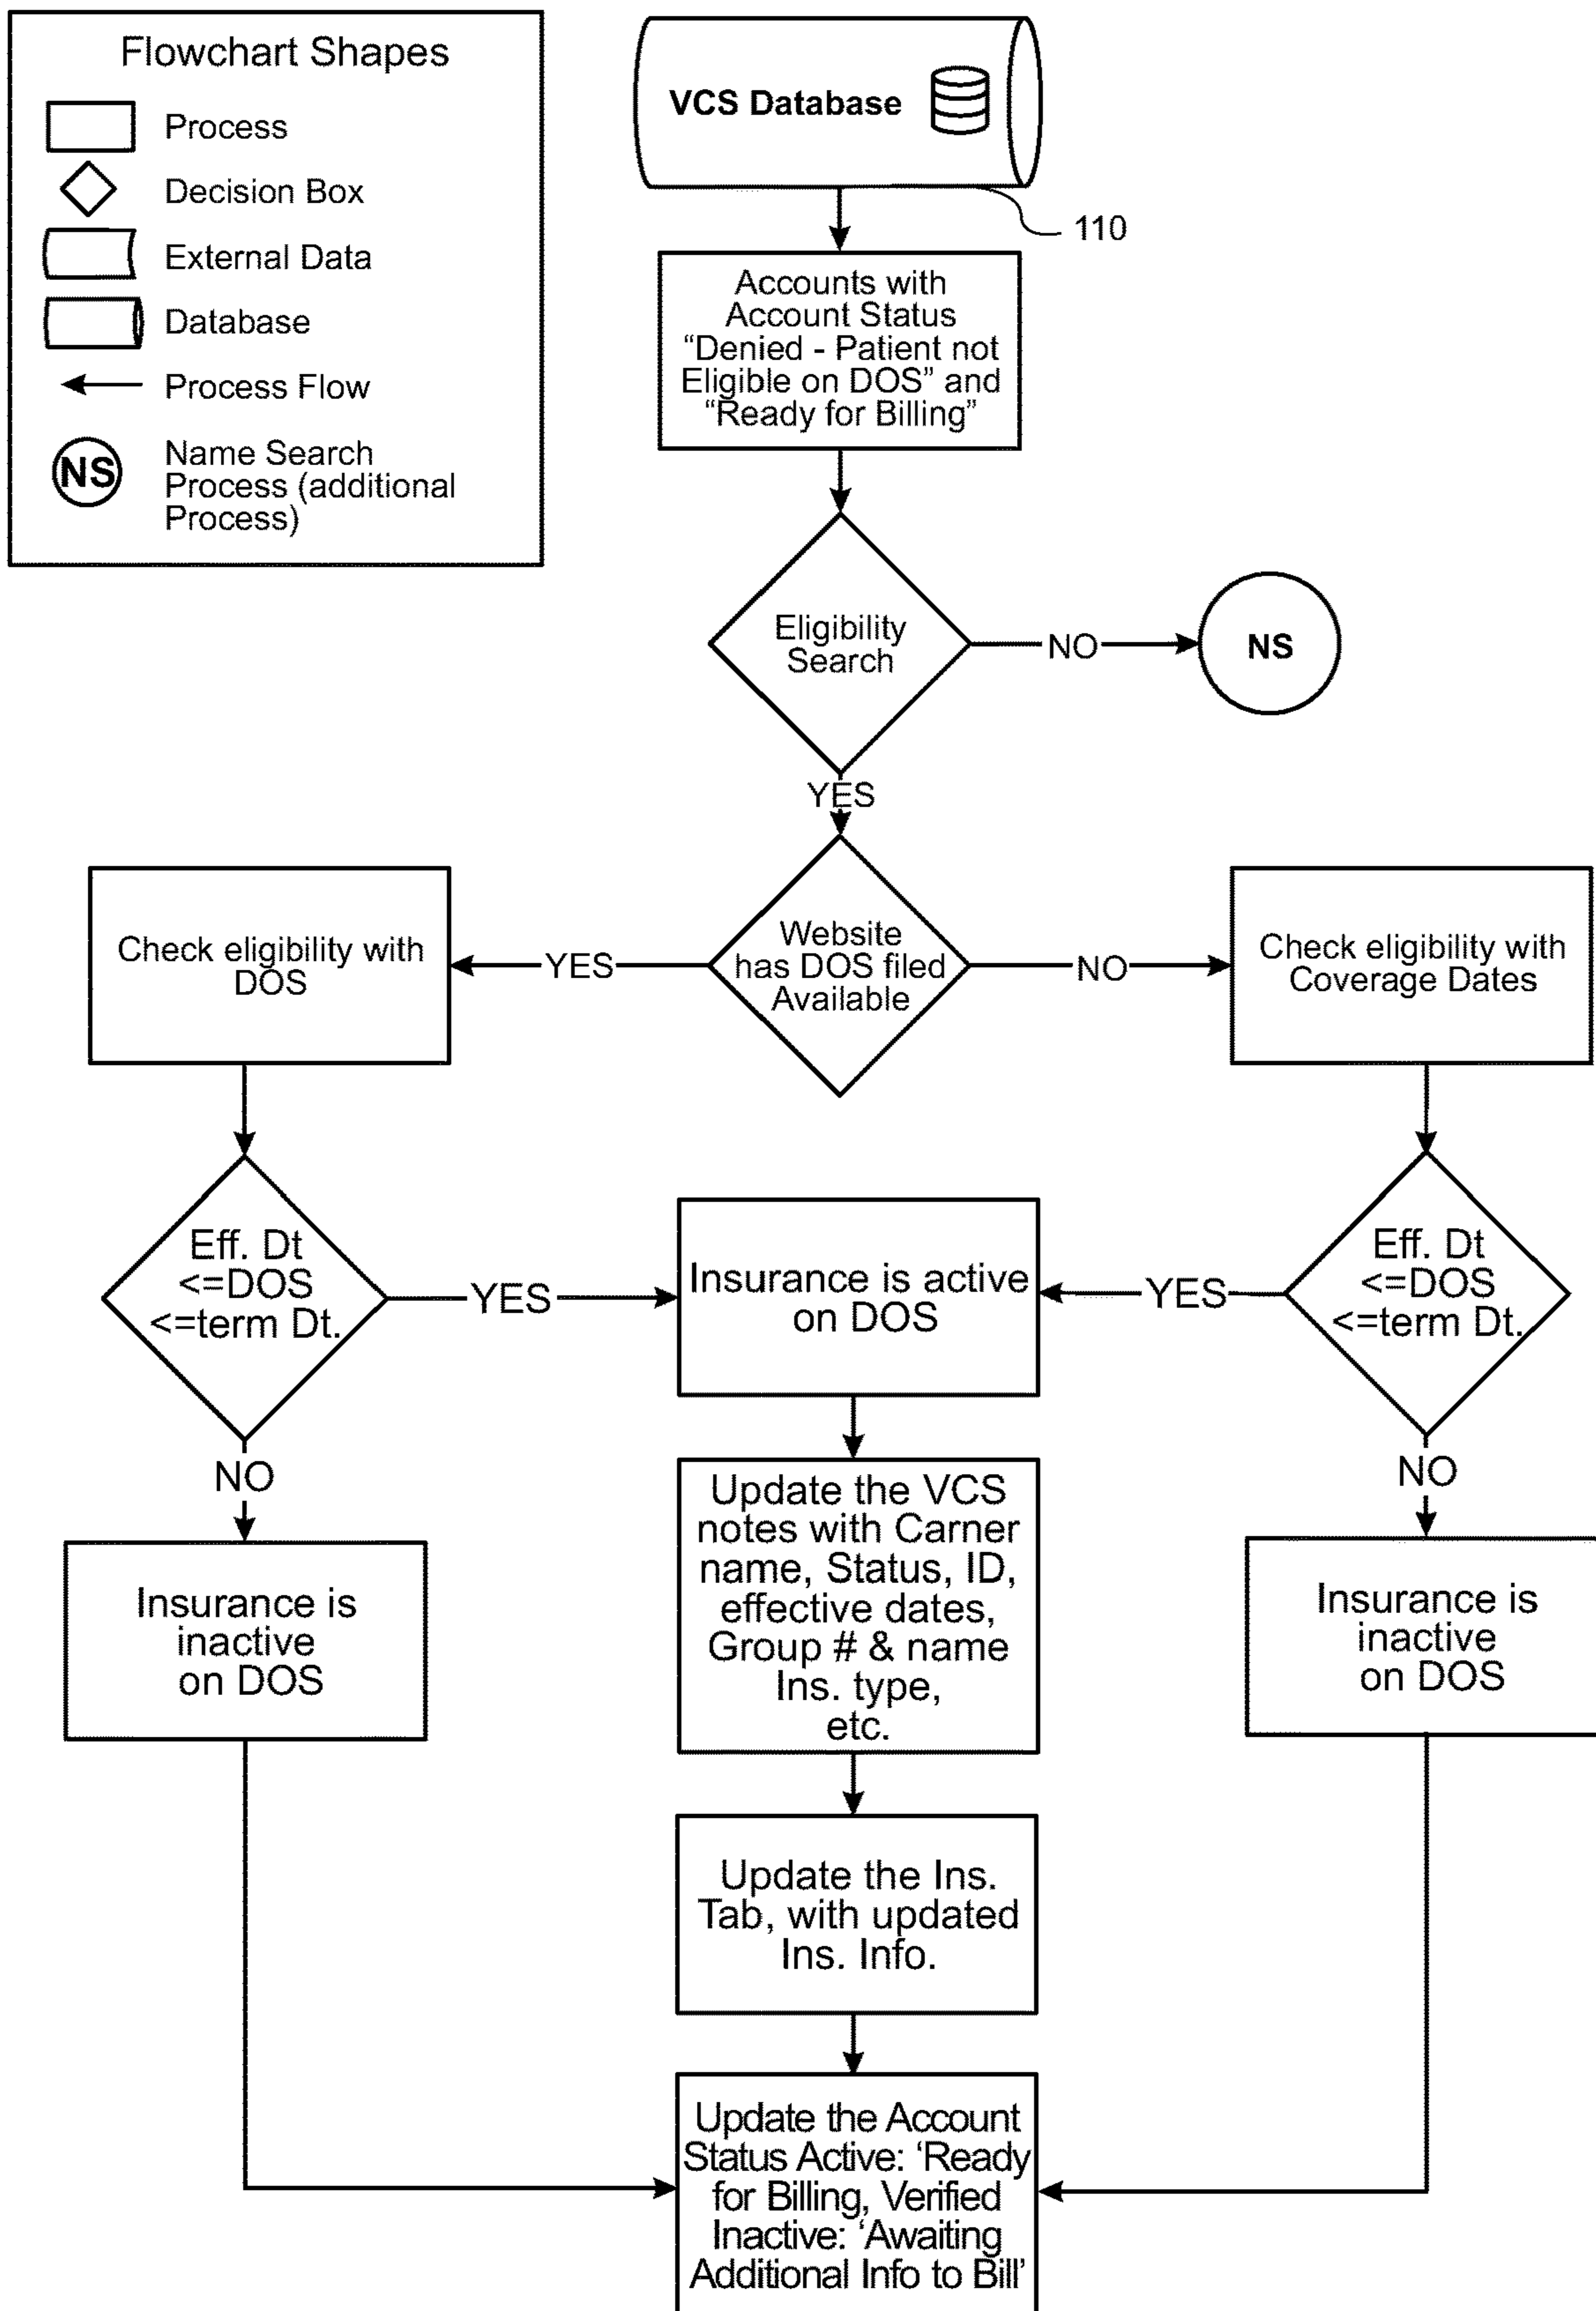 Flowchart Shapes
Process
Decision Box
External Data
Database
Process Flow
NS
Name Search
Process (additional
Process)
VCS Database
110
Accounts with
Account Status
“Denied - Patient not
Eligible on DOS” and
“Ready for Billing”
Eligibility
Search
NO
NS
YES
Website
has DOS filed
Available
YES
Check eligibility with
DOS
NO
Check eligibility with
Coverage Dates
Eff. Dt
<=DOS
<=term Dt.
YES
Insurance is active
on DOS
YES
Eff. Dt
<=DOS
<=term Dt.
NO
Insurance is
inactive
on DOS
Update the VCS
notes with Carner
name, Status, ID,
effective dates,
Group # & name
Ins. type,
etc.
NO
Insurance is
inactive
on DOS
Update the Ins.
Tab, with updated
Ins. Info.
Update the Account
Status Active: ‘Ready
for Billing, Verified
Inactive: ‘Awaiting
Additional Info to Bill’